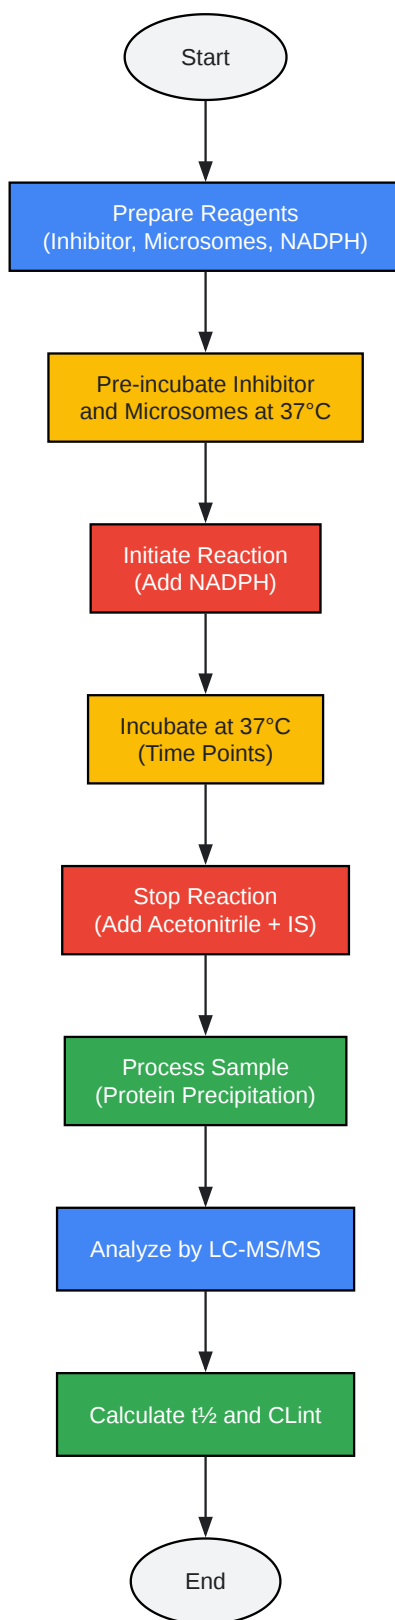 Start
Prepare Reagents
(Inhibitor, Microsomes, NADPH)
Pre-incubate Inhibitor
and Microsomes at 37°C
Initiate Reaction
(Add NADPH)
Incubate at 37°C
(Time Points)
Stop Reaction
(Add Acetonitrile + IS)
Process Sample
(Protein Precipitation)
Analyze by LC-MS/MS
Calculate t½ and CLint
End